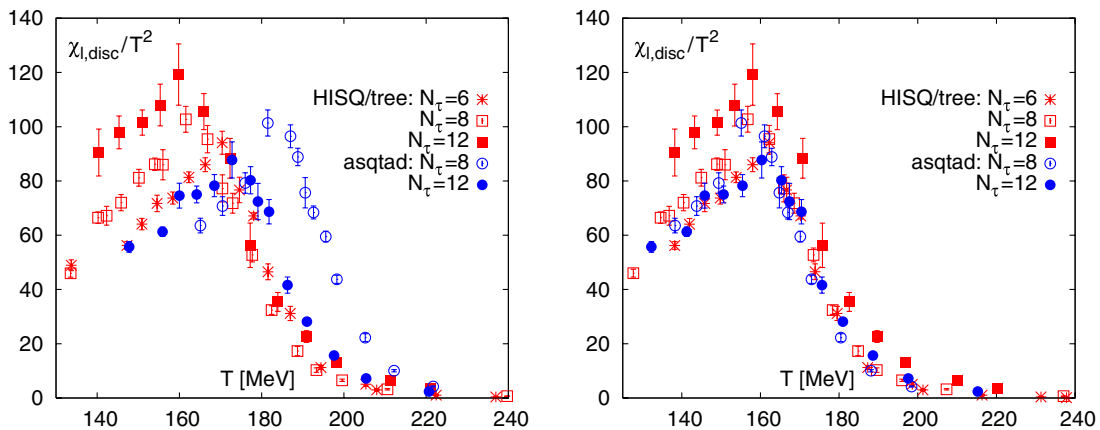 140
120
100
80
60
40
20
0
χl,disc/T²
HISQ/tree: Nτ=6
Nτ=8
Nτ=12
asqtad: Nτ=8
Nτ=12
T [MeV]
140 160 180 200 220 240
140
120
100
80
60
40
20
0
χl,disc/T²
HISQ/tree: Nτ=6
Nτ=8
Nτ=12
asqtad: Nτ=8
Nτ=12
T [MeV]
140 160 180 200 220 240